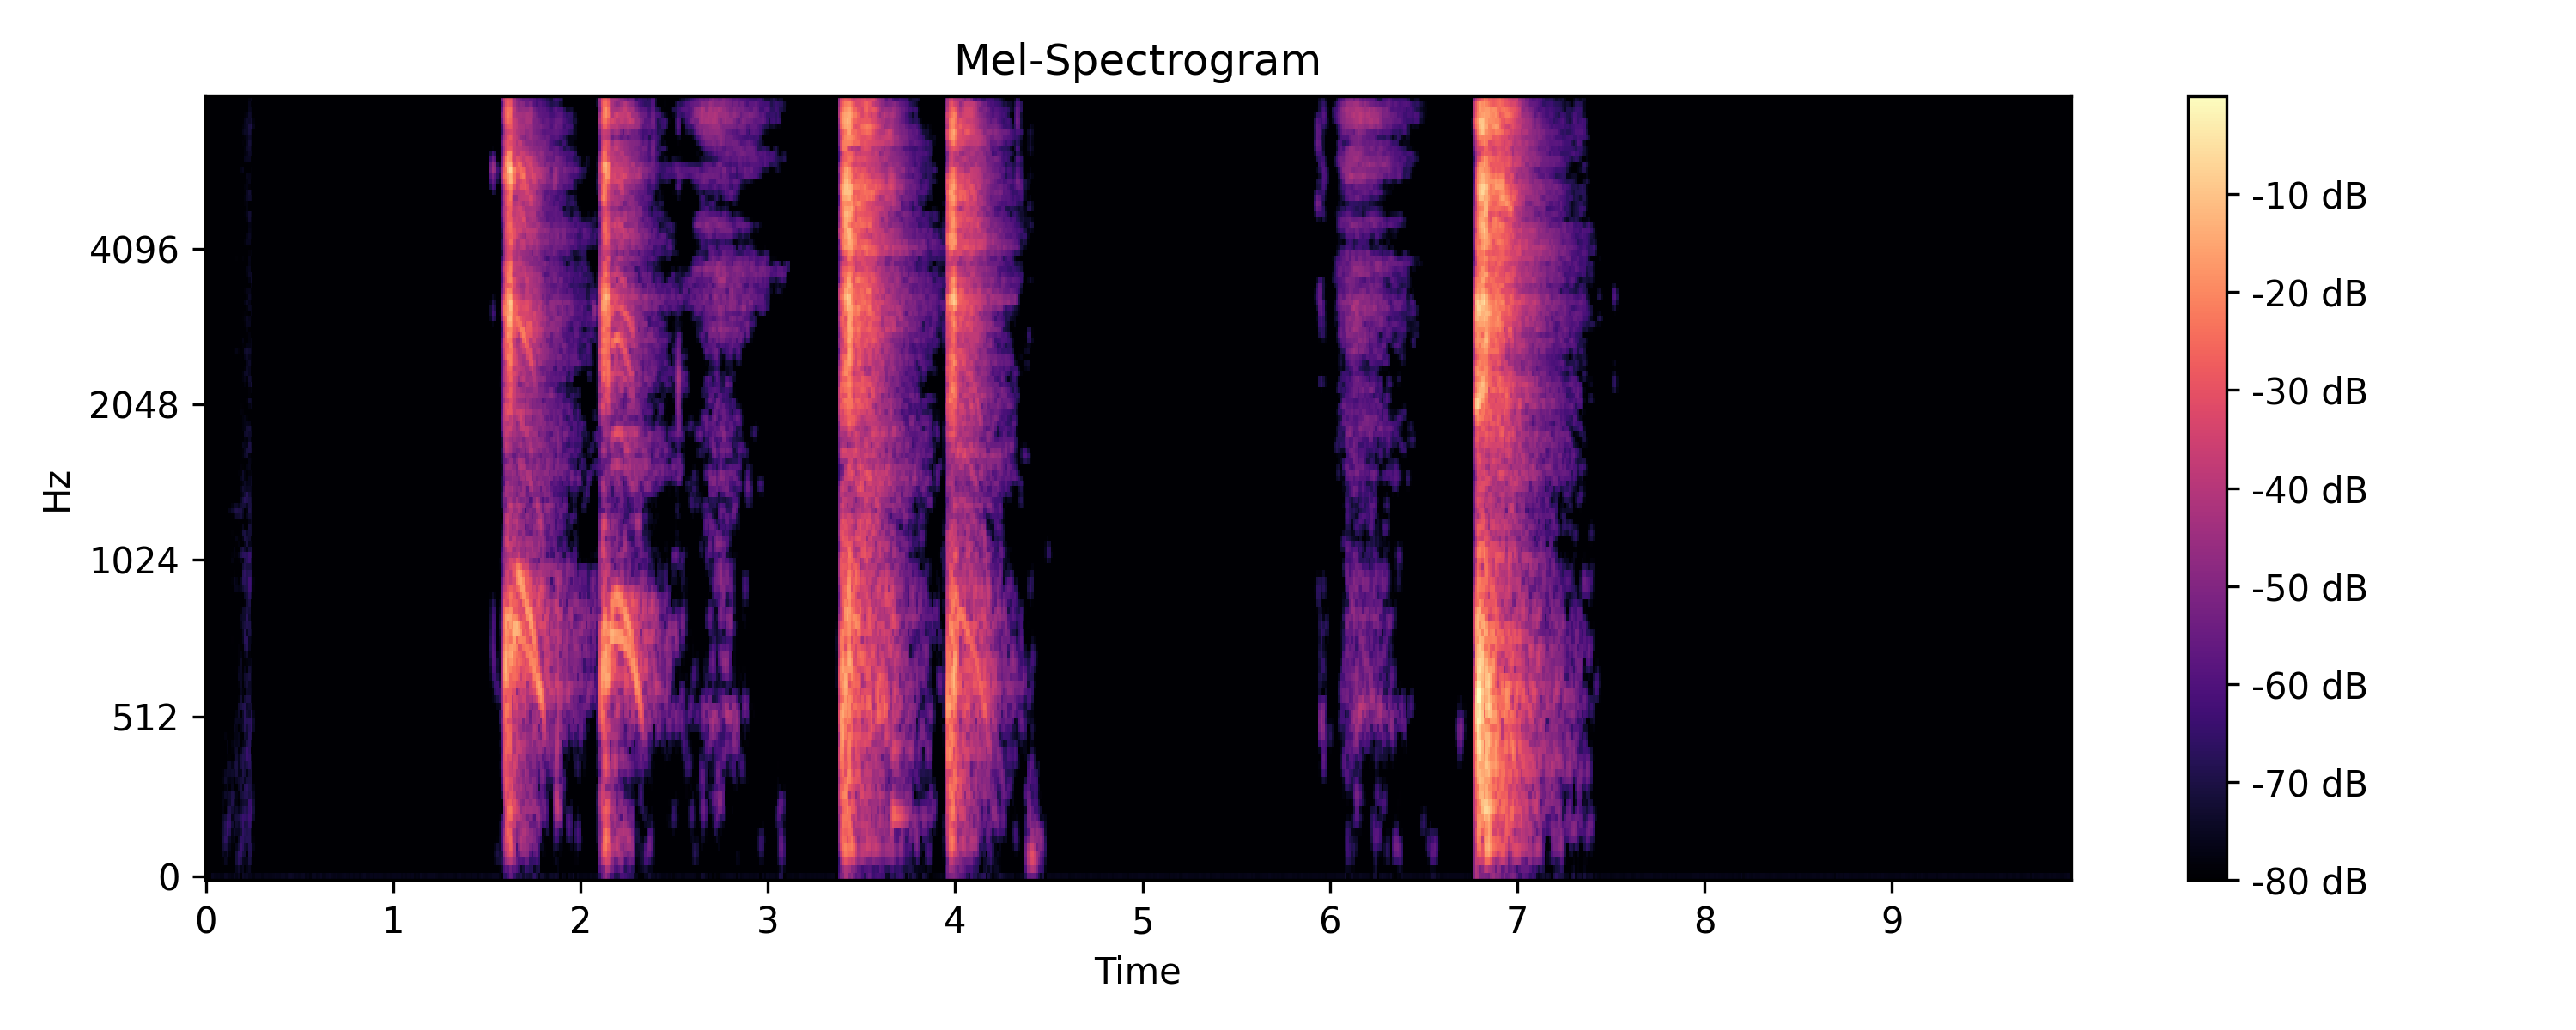 Mel-Spectrogram
Hz
4096
2048
1024
512
0
0 1 2 3 4 5 6 7 8 9
Time
-10 dB
-20 dB
-30 dB
-40 dB
-50 dB
-60 dB
-70 dB
-80 dB